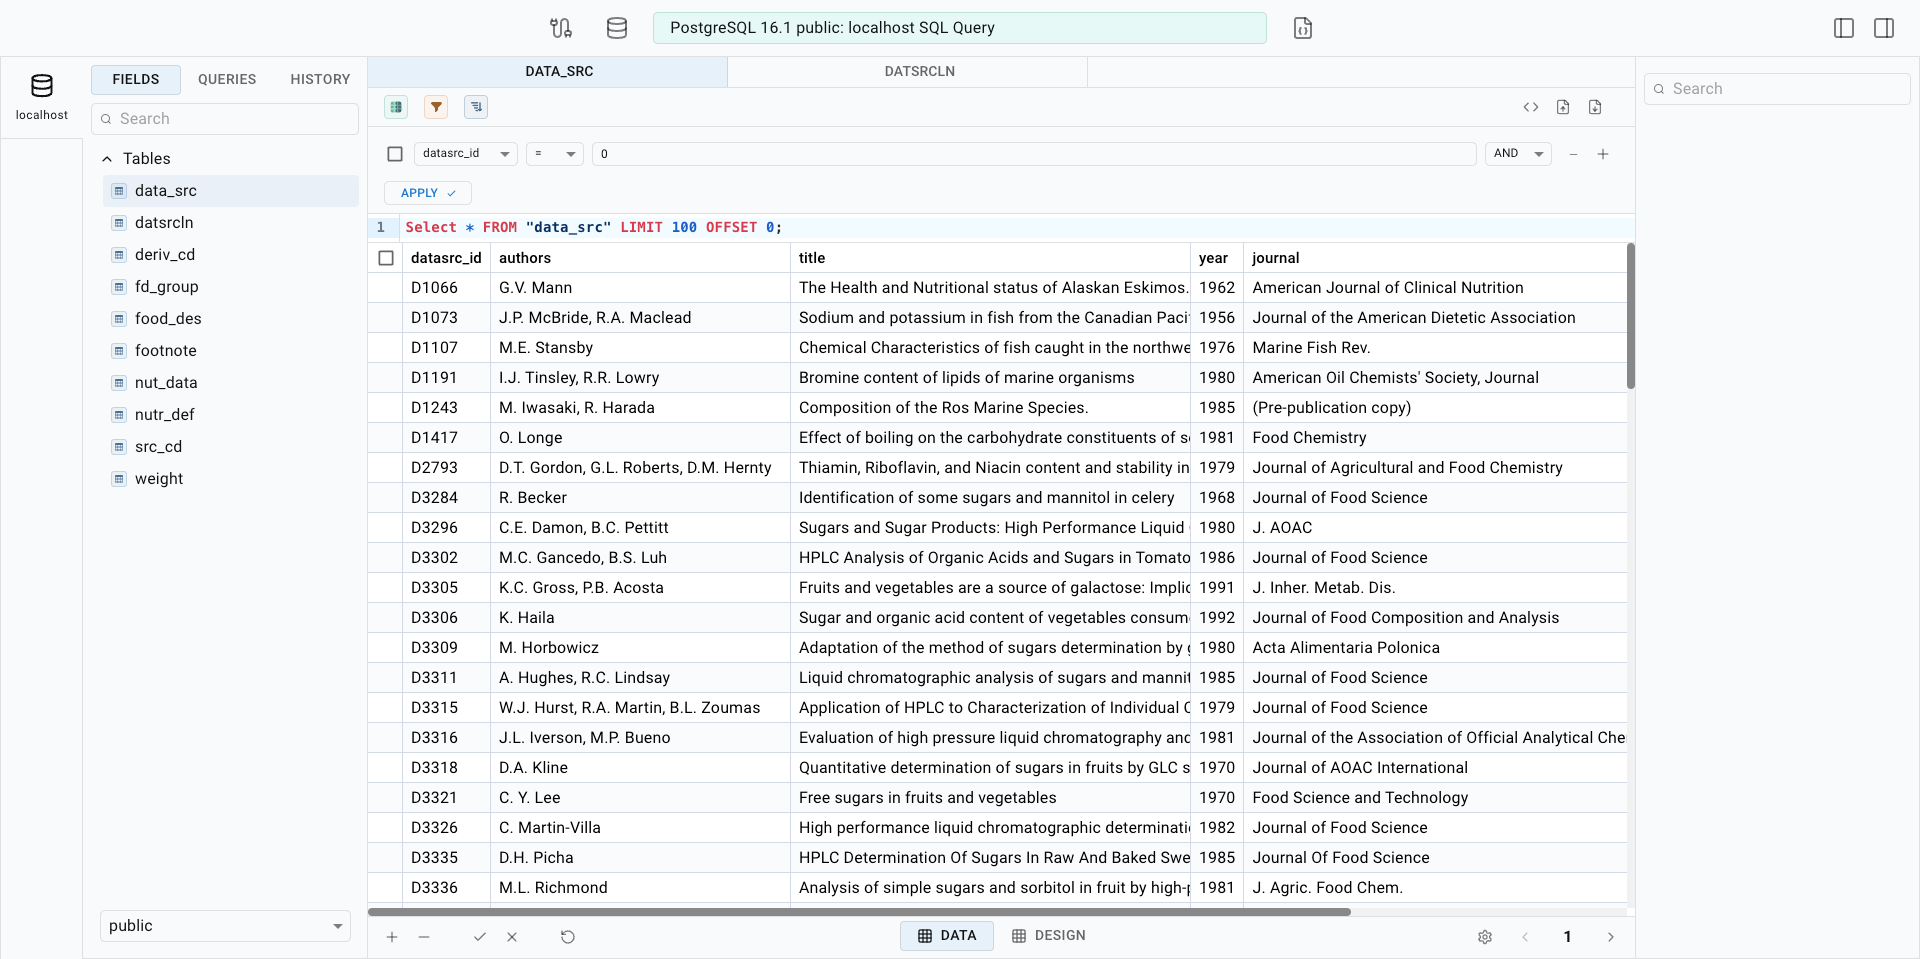 PostgreSQL 16.1 public: localhost SQL Query
localhost
FIELDS QUERIES HISTORY
Search
Tables
data_src
datsrcln
deriv_cd
fd_group
food_des
footnote
nut_data
nutr_def
src_cd
weight
public
DATA_SRC DATSRCLN
datasrc_id = 0 AND
APPLY
1 Select * FROM "data_src" LIMIT 100 OFFSET 0;
datasrc_id authors title year journal
D1066 G.V. Mann The Health and Nutritional status of Alaskan Eskimos. 1962 American Journal of Clinical Nutrition
D1073 J.P. McBride, R.A. Maclead Sodium and potassium in fish from the Canadian Paci 1956 Journal of the American Dietetic Association
D1107 M.E. Stansby Chemical Characteristics of fish caught in the northwe 1976 Marine Fish Rev.
D1191 I.J. Tinsley, R.R. Lowry Bromine content of lipids of marine organisms 1980 American Oil Chemists' Society, Journal
D1243 M. Iwasaki, R. Harada Composition of the Ros Marine Species. 1985 (Pre-publication copy)
D1417 O. Longe Effect of boiling on the carbohydrate constituents of s 1981 Food Chemistry
D2793 D.T. Gordon, G.L. Roberts, D.M. Hernty Thiamin, Riboflavin, and Niacin content and stability in 1979 Journal of Agricultural and Food Chemistry
D3284 R. Becker Identification of some sugars and mannitol in celery 1968 Journal of Food Science
D3296 C.E. Damon, B.C. Pettitt Sugars and Sugar Products: High Performance Liquid 1980 J. AOAC
D3302 M.C. Gancedo, B.S. Luh HPLC Analysis of Organic Acids and Sugars in Tomato 1986 Journal of Food Science
D3305 K.C. Gross, P.B. Acosta Fruits and vegetables are a source of galactose: Implic 1991 J. Inher. Metab. Dis.
D3306 K. Haila Sugar and organic acid content of vegetables consum 1992 Journal of Food Composition and Analysis
D3309 M. Horbowicz Adaptation of the method of sugars determination by g 1980 Acta Alimentaria Polonica
D3311 A. Hughes, R.C. Lindsay Liquid chromatographic analysis of sugars and mannit 1985 Journal of Food Science
D3315 W.J. Hurst, R.A. Martin, B.L. Zoumas Application of HPLC to Characterization of Individual C 1979 Journal of Food Science
D3316 J.L. Iverson, M.P. Bueno Evaluation of high pressure liquid chromatography and 1981 Journal of the Association of Official Analytical Che
D3318 D.A. Kline Quantitative determination of sugars in fruits by GLC s 1970 Journal of AOAC International
D3321 C. Y. Lee Free sugars in fruits and vegetables 1970 Food Science and Technology
D3326 C. Martin-Villa High performance liquid chromatographic determinati 1982 Journal of Food Science
D3335 D.H. Picha HPLC Determination Of Sugars In Raw And Baked Swe 1985 Journal Of Food Science
D3336 M.L. Richmond Analysis of simple sugars and sorbitol in fruit by high-p 1981 J. Agric. Food Chem.
DATA DESIGN 1
Search